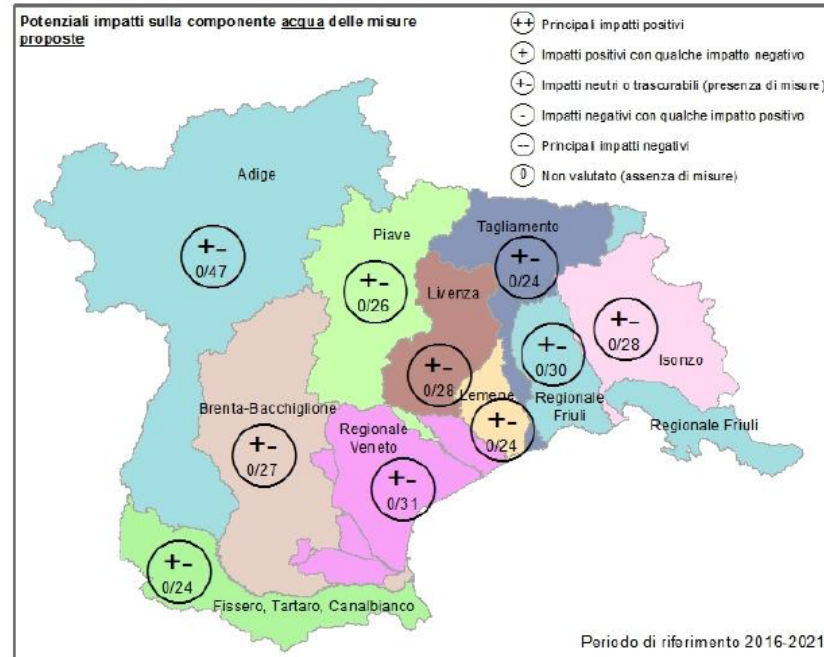 Potenziali impatti sulla componente acqua delle misure
proposte
++ Principali impatti positivi
+ Impatti positivi con qualche impatto negativo
+- Impatti neutri o trascurabili (presenza di misure)
- Impatti negativi con qualche impatto positivo
-- Principali impatti negativi
0 Non valutato (assenza di misure)
Adige
+-
0/47
Piave
+-
0/26
Tagliamento
+-
0/24
Livenza
+-
0/28
Lemene
+-
0/24
+-
0/30
Regionale
Friuli
+-
0/28
Isonzo
Regionale Friuli
Brenta-Bacchiglione
+-
0/27
Regionale
Veneto
+-
0/31
+-
0/24
Fissero, Tartaro, Canalbianco
Periodo di riferimento 2016-2021